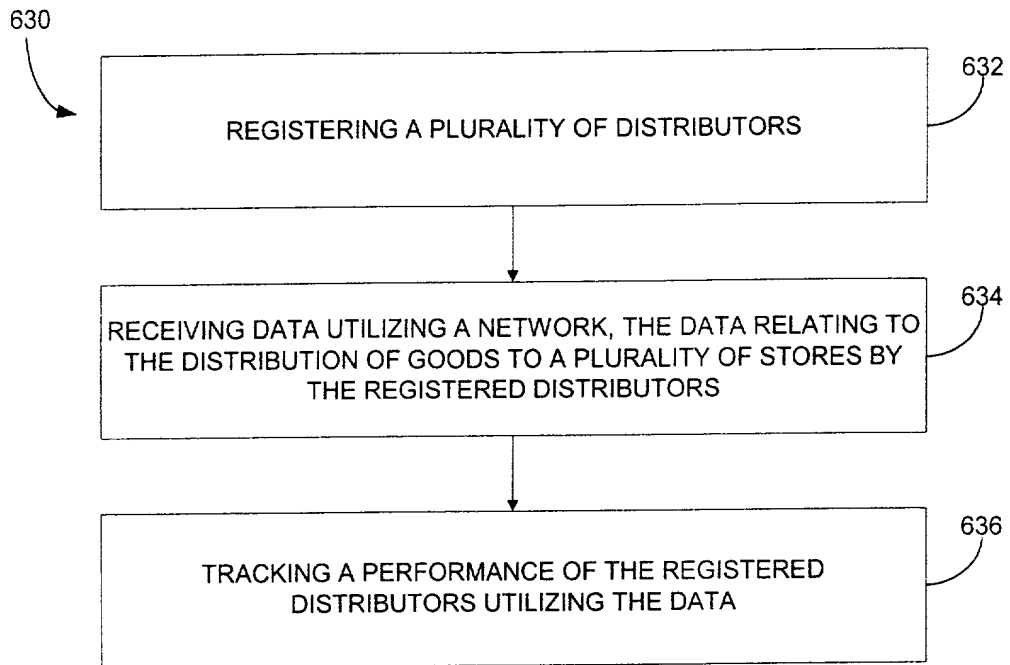 630
632
REGISTERING A PLURALITY OF DISTRIBUTORS
634
RECEIVING DATA UTILIZING A NETWORK, THE DATA RELATING TO
THE DISTRIBUTION OF GOODS TO A PLURALITY OF STORES BY
THE REGISTERED DISTRIBUTORS
636
TRACKING A PERFORMANCE OF THE REGISTERED
DISTRIBUTORS UTILIZING THE DATA